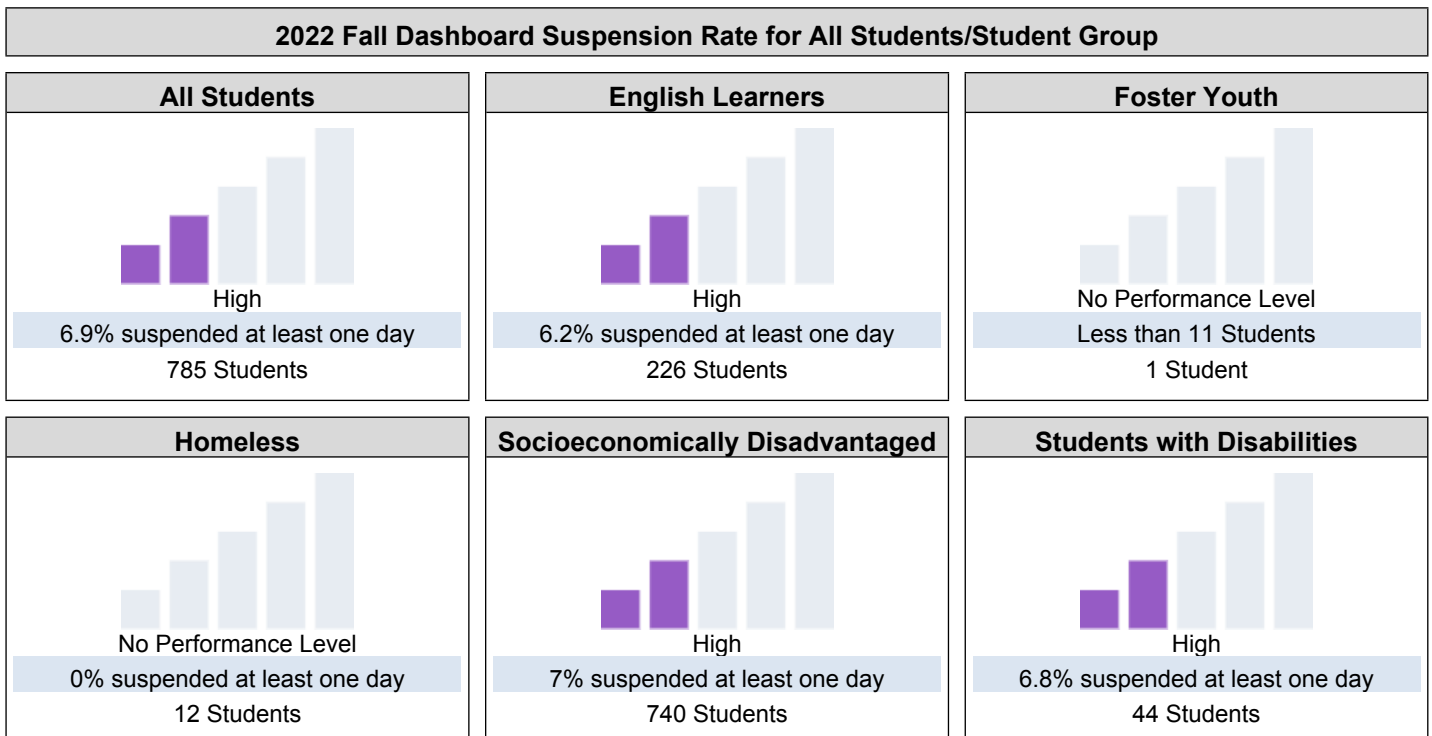 2022 Fall Dashboard Suspension Rate for All Students/Student Group
All Students
High
6.9% suspended at least one day
785 Students
English Learners
High
6.2% suspended at least one day
226 Students
Foster Youth
No Performance Level
Less than 11 Students
1 Student
Homeless
No Performance Level
0% suspended at least one day
12 Students
Socioeconomically Disadvantaged
High
7% suspended at least one day
740 Students
Students with Disabilities
High
6.8% suspended at least one day
44 Students